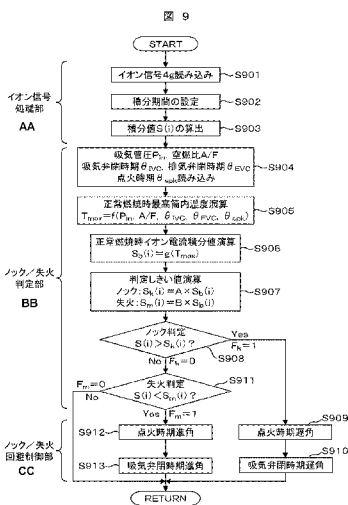 図 9
START
イオン信号4g読み込み
S901
積分期間の設定
S902
積分値S(i)の算出
S903
イオン信号
処理部
AA
吸気管圧Pin, 空燃比A/F
吸気弁閉時期θIVC, 排気弁閉時期θEVC
点火時期θspk読み込み
S904
正常燃焼時最高筒内温度演算
Tmax=f(Pin, A/F, θIVC, θEVC, θspk)
S905
正常燃焼時イオン電流積分値演算
Sb(i)=g(Tmax)
S906
判定しきい値演算
ノック:Sk(i)=A×Sb(i)
失火:Sm(i)=B×Sb(i)
S907
ノック/失火
判定部
BB
ノック判定
S(i)>Sk(i)?
Yes
Fk=1
S908
No
Fk=0
失火判定
S(i)<Sm(i)?
S911
Fm=0
No
Yes
Fm=1
S909
S912
点火時期進角
点火時期遅角
S910
S913
吸気弁閉時期進角
吸気弁閉時期遅角
ノック/失火
回避制御部
CC
RETURN